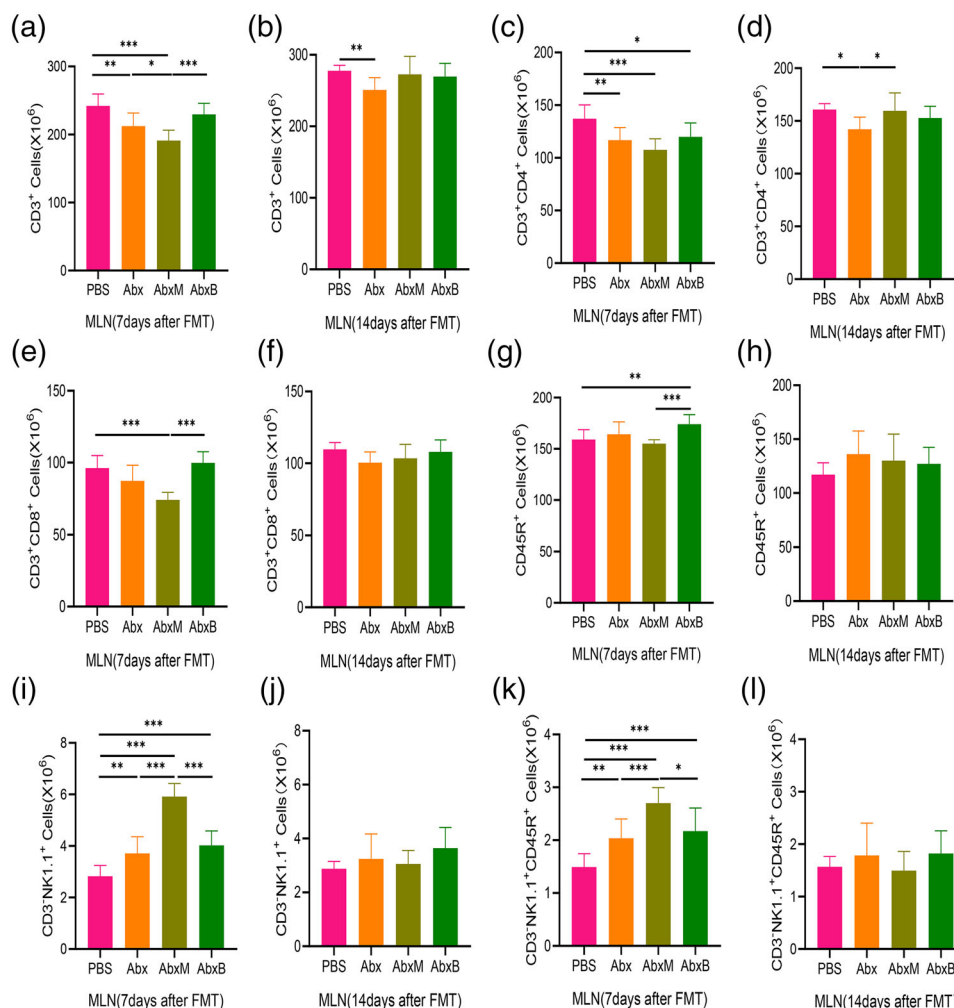 (a)
CD3+ Cells(X10^6)
300
200
100
0
***
** * ***
PBS Abx AbxM AbxB
MLN(7days after FMT)
(b)
CD3+ Cells(X10^6)
300
200
100
0
**
PBS Abx AbxM AbxB
MLN(14days after FMT)
(c)
CD3+CD4+ Cells(X10^6)
200
150
100
50
0
*
***
**
PBS Abx AbxM AbxB
MLN(7days after FMT)
(d)
CD3+CD4+ Cells(X10^6)
200
150
100
50
0
* *
PBS Abx AbxM AbxB
MLN(14days after FMT)
(e)
CD3+CD8+ Cells(X10^6)
150
100
50
0
*** ***
PBS Abx AbxM AbxB
MLN(7days after FMT)
(f)
CD3+CD8+ Cells(X10^6)
150
100
50
0
PBS Abx AbxM AbxB
MLN(14days after FMT)
(g)
CD45R+ Cells(X10^6)
200
150
100
50
0
**
***
PBS Abx AbxM AbxB
MLN(7days after FMT)
(h)
CD45R+ Cells(X10^6)
200
150
100
50
0
PBS Abx AbxM AbxB
MLN(14days after FMT)
(i)
CD3-NK1.1+ Cells(X10^6)
8
6
4
2
0
***
***
** *** ***
PBS Abx AbxM AbxB
MLN(7days after FMT)
(j)
CD3-NK1.1+ Cells(X10^6)
8
6
4
2
0
PBS Abx AbxM AbxB
MLN(14days after FMT)
(k)
CD3-NK1.1+CD45R+ Cells(X10^6)
4
3
2
1
0
***
***
** *** *
PBS Abx AbxM AbxB
MLN(7days after FMT)
(l)
CD3-NK1.1+CD45R+ Cells(X10^6)
4
3
2
1
0
PBS Abx AbxM AbxB
MLN(14days after FMT)